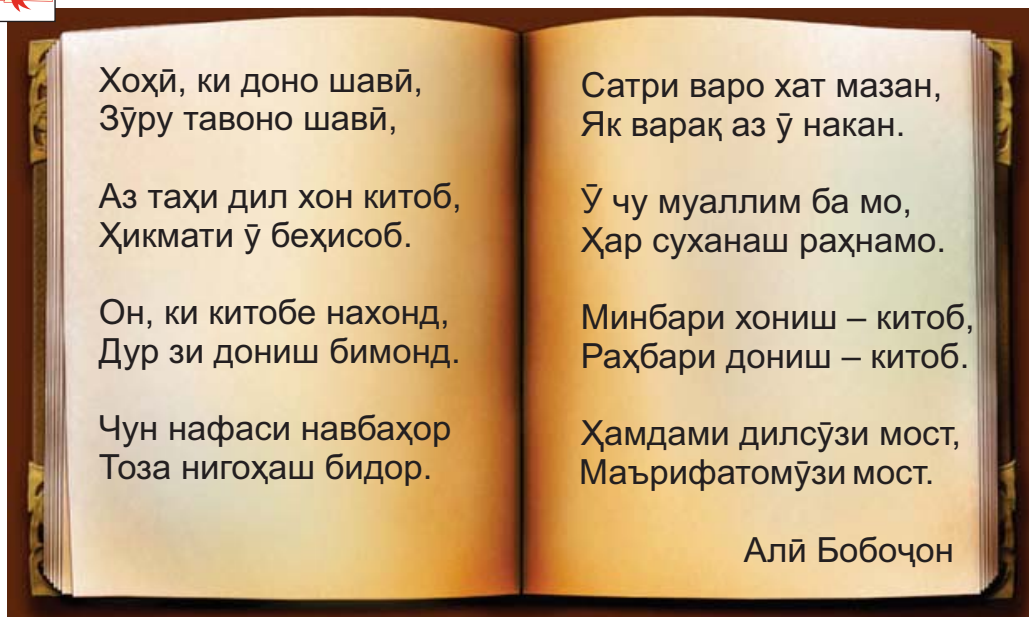 Хоҳӣ, ки доно шавӣ,
Зӯру тавоно шавӣ,
Аз таҳи дил хон китоб,
Ҳикмати ӯ беҳисоб.
Он, ки китобе нахонд,
Дур зи дониш бимонд.
Чун нафаси навбаҳор
Тоза нигоҳаш бидор.
Сатри варо хат мазан,
Як варақ аз ӯ накан.
Ӯ чу муаллим ба мо,
Ҳар суханаш раҳнамо.
Минбари хониш – китоб,
Раҳбари дониш – китоб.
Ҳамдами дилсӯзи мост,
Маърифатомӯзи мост.
Алӣ Бобоҷон